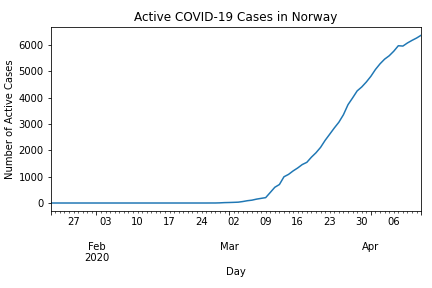 Active COVID-19 Cases in Norway
Number of Active Cases
6000
5000
4000
3000
2000
1000
0
27 03 10 17 24 02 09 16 23 30 06
Feb Mar Apr
2020
Day